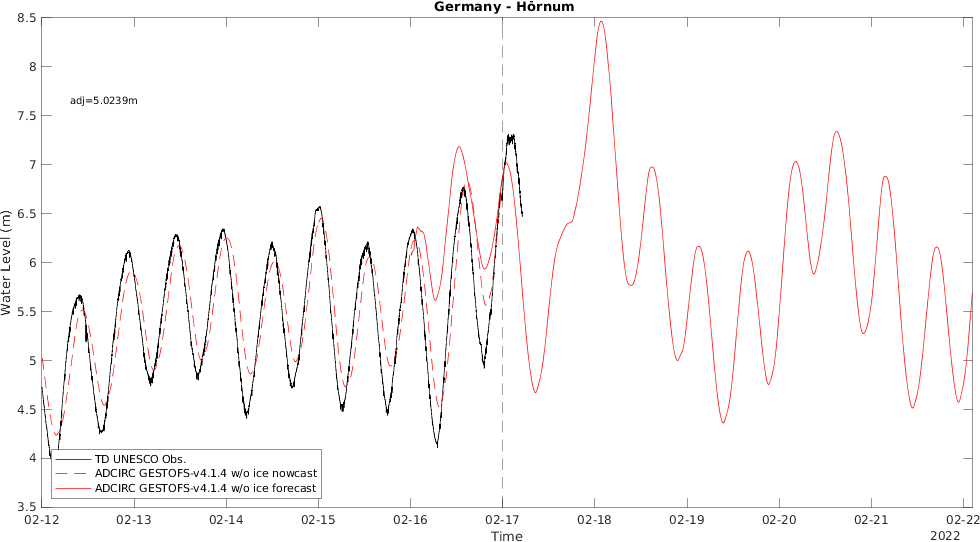 Germany - Hörnum
8.5
8
7.5
7
6.5
6
5.5
5
4.5
4
3.5
Water Level (m)
adj=5.0239m
TD UNESCO Obs.
ADCIRC GESTOFS-v4.1.4 w/o ice nowcast
ADCIRC GESTOFS-v4.1.4 w/o ice forecast
02-12 02-13 02-14 02-15 02-16 02-17 02-18 02-19 02-20 02-21 02-22
Time
2022